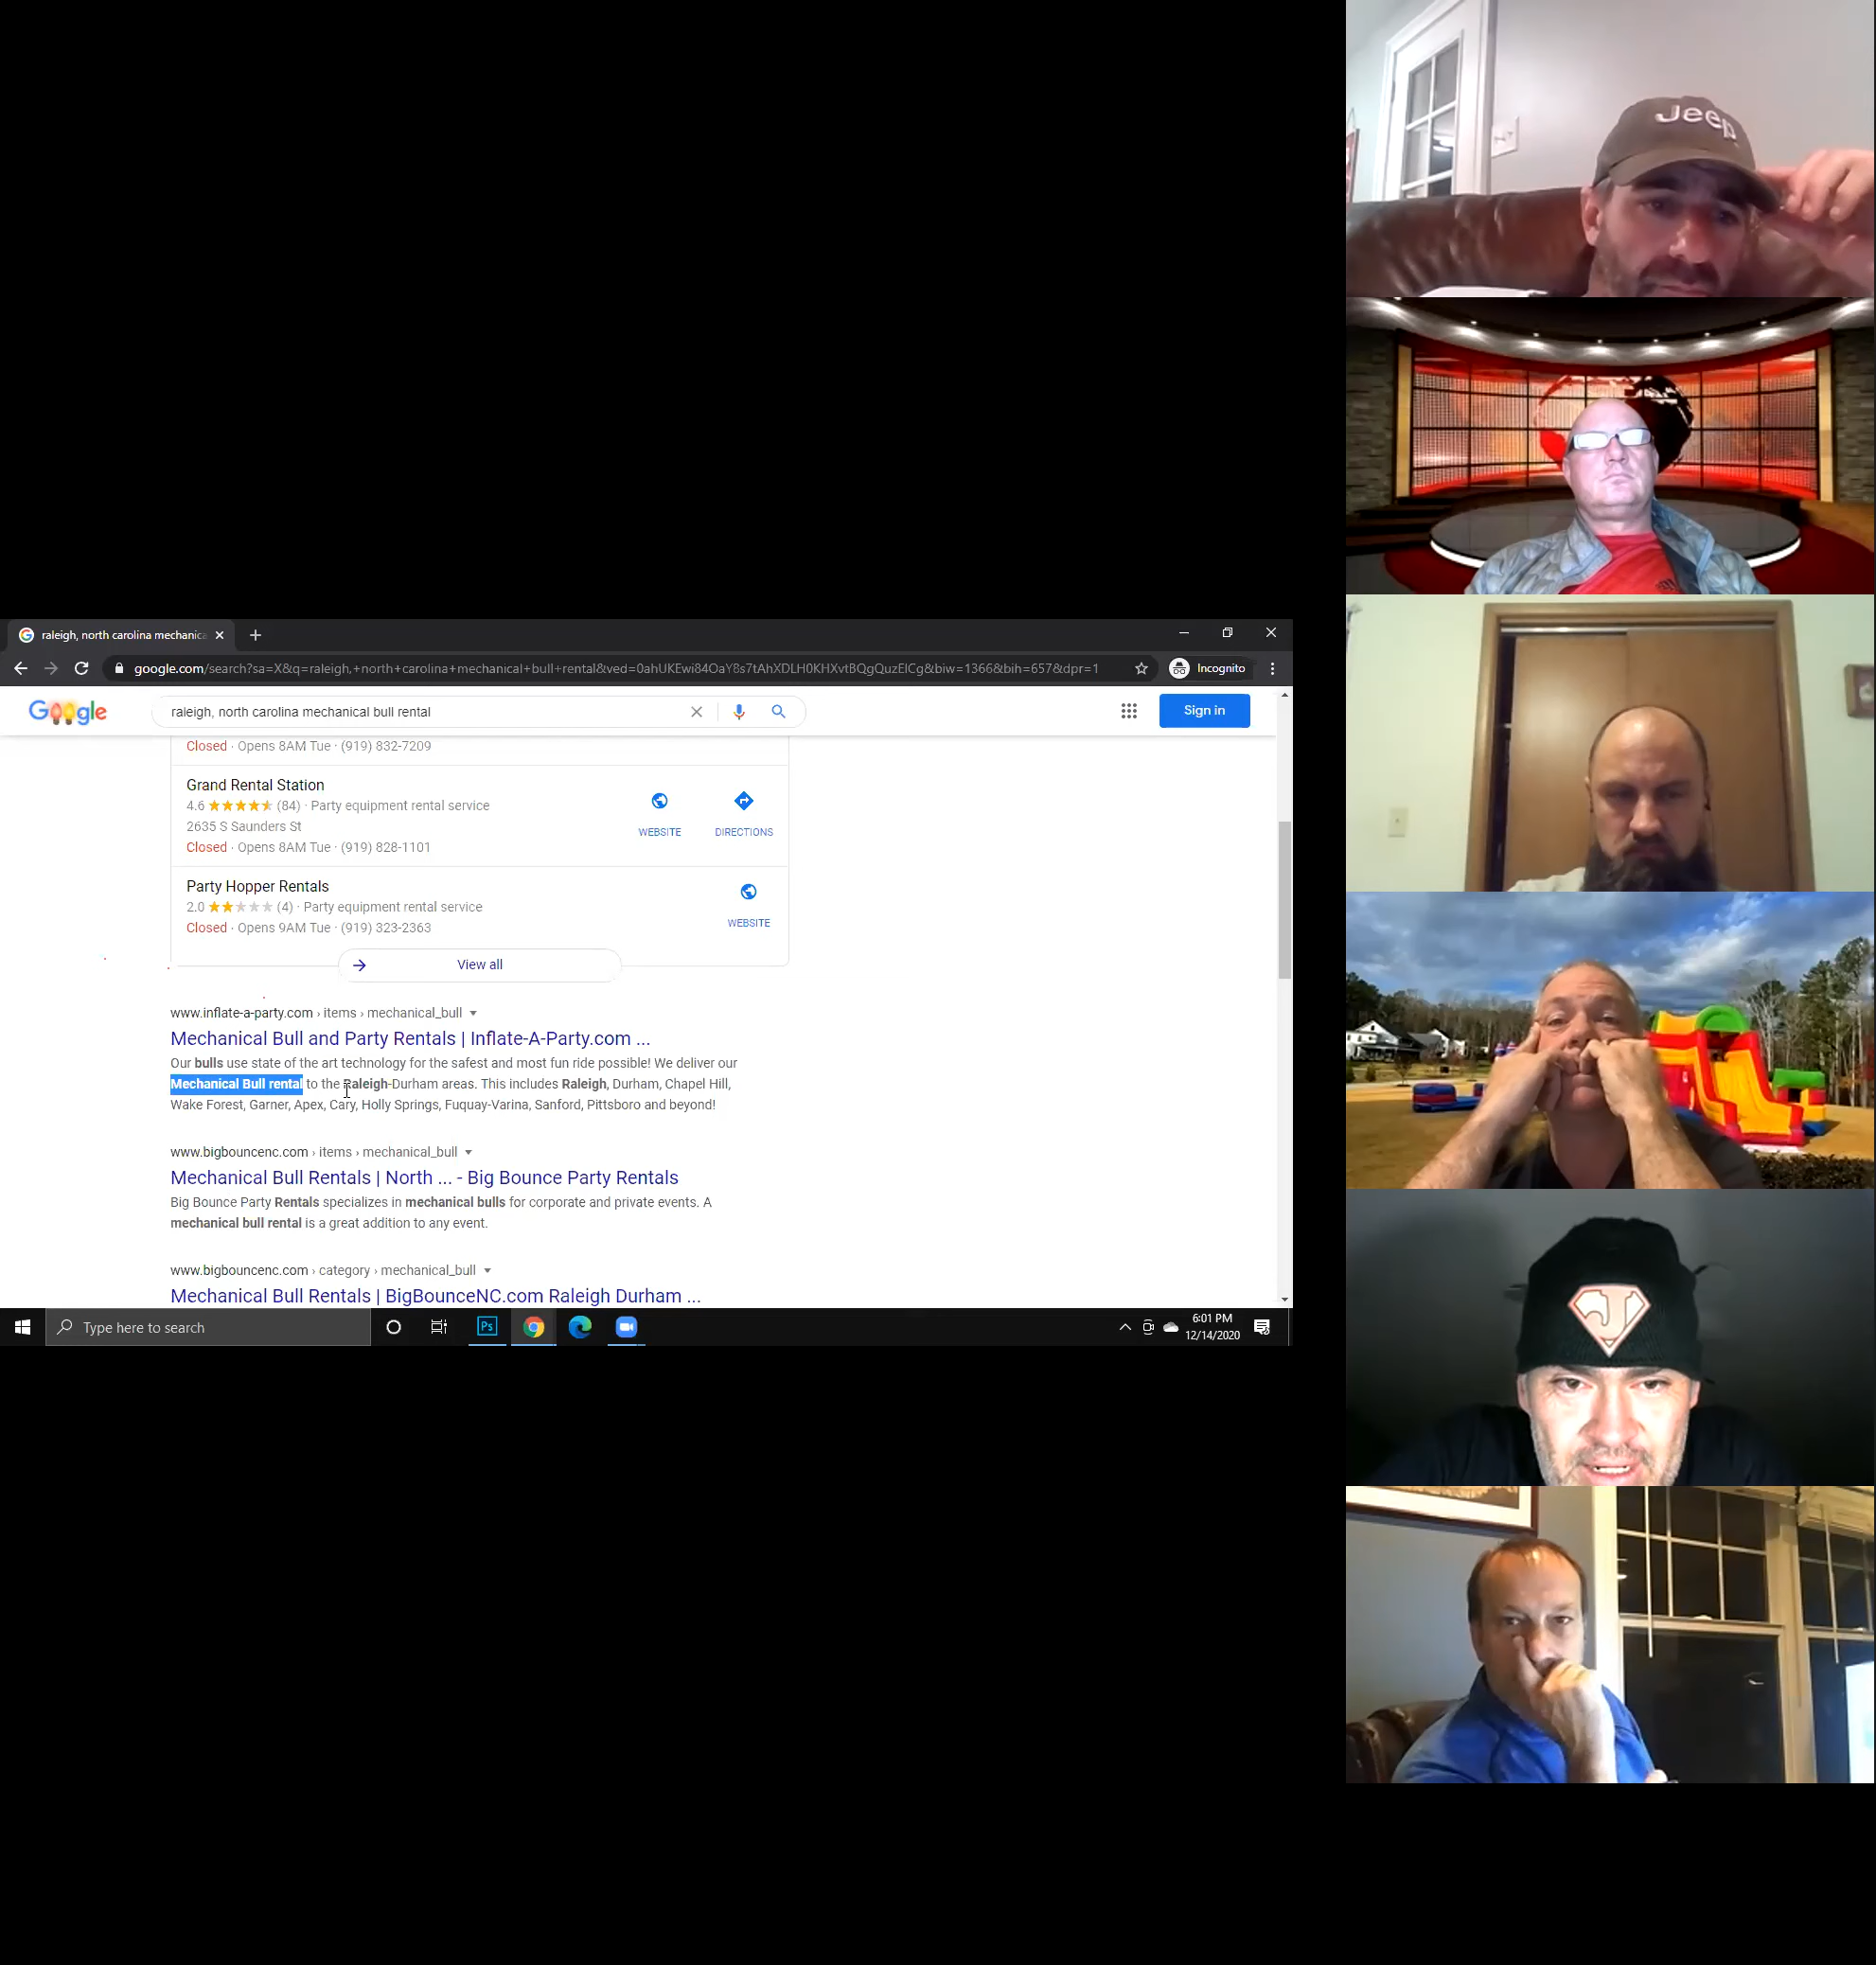 Jeep
raleigh, north carolina mechanica
google.com/search?sa=X&q=raleigh,+north+carolina+mechanical+bull+rental&ved=0ahUKEwi84OaY8s7tAhXDLH0KHXvtBQgQuzEICg&biw=1366&bih=657&dpr=1
Incognito
Google
raleigh, north carolina mechanical bull rental
Sign in
Closed · Opens 8AM Tue · (919) 832-7209
Grand Rental Station
4.6 (84) · Party equipment rental service
2635 S Saunders St
Closed · Opens 8AM Tue · (919) 828-1101
WEBSITE
DIRECTIONS
Party Hopper Rentals
2.0 (4) · Party equipment rental service
Closed · Opens 9AM Tue · (919) 323-2363
WEBSITE
View all
www.inflate-a-party.com › items › mechanical_bull
Mechanical Bull and Party Rentals | Inflate-A-Party.com ...
Our bulls use state of the art technology for the safest and most fun ride possible! We deliver our
Mechanical Bull rental to the Raleigh-Durham areas. This includes Raleigh, Durham, Chapel Hill,
Wake Forest, Garner, Apex, Cary, Holly Springs, Fuquay-Varina, Sanford, Pittsboro and beyond!
www.bigbouncenc.com › items › mechanical_bull
Mechanical Bull Rentals | North ... - Big Bounce Party Rentals
Big Bounce Party Rentals specializes in mechanical bulls for corporate and private events. A
mechanical bull rental is a great addition to any event.
www.bigbouncenc.com › category › mechanical_bull
Mechanical Bull Rentals | BigBounceNC.com Raleigh Durham ...
J
Type here to search
Ps
6:01 PM
12/14/2020